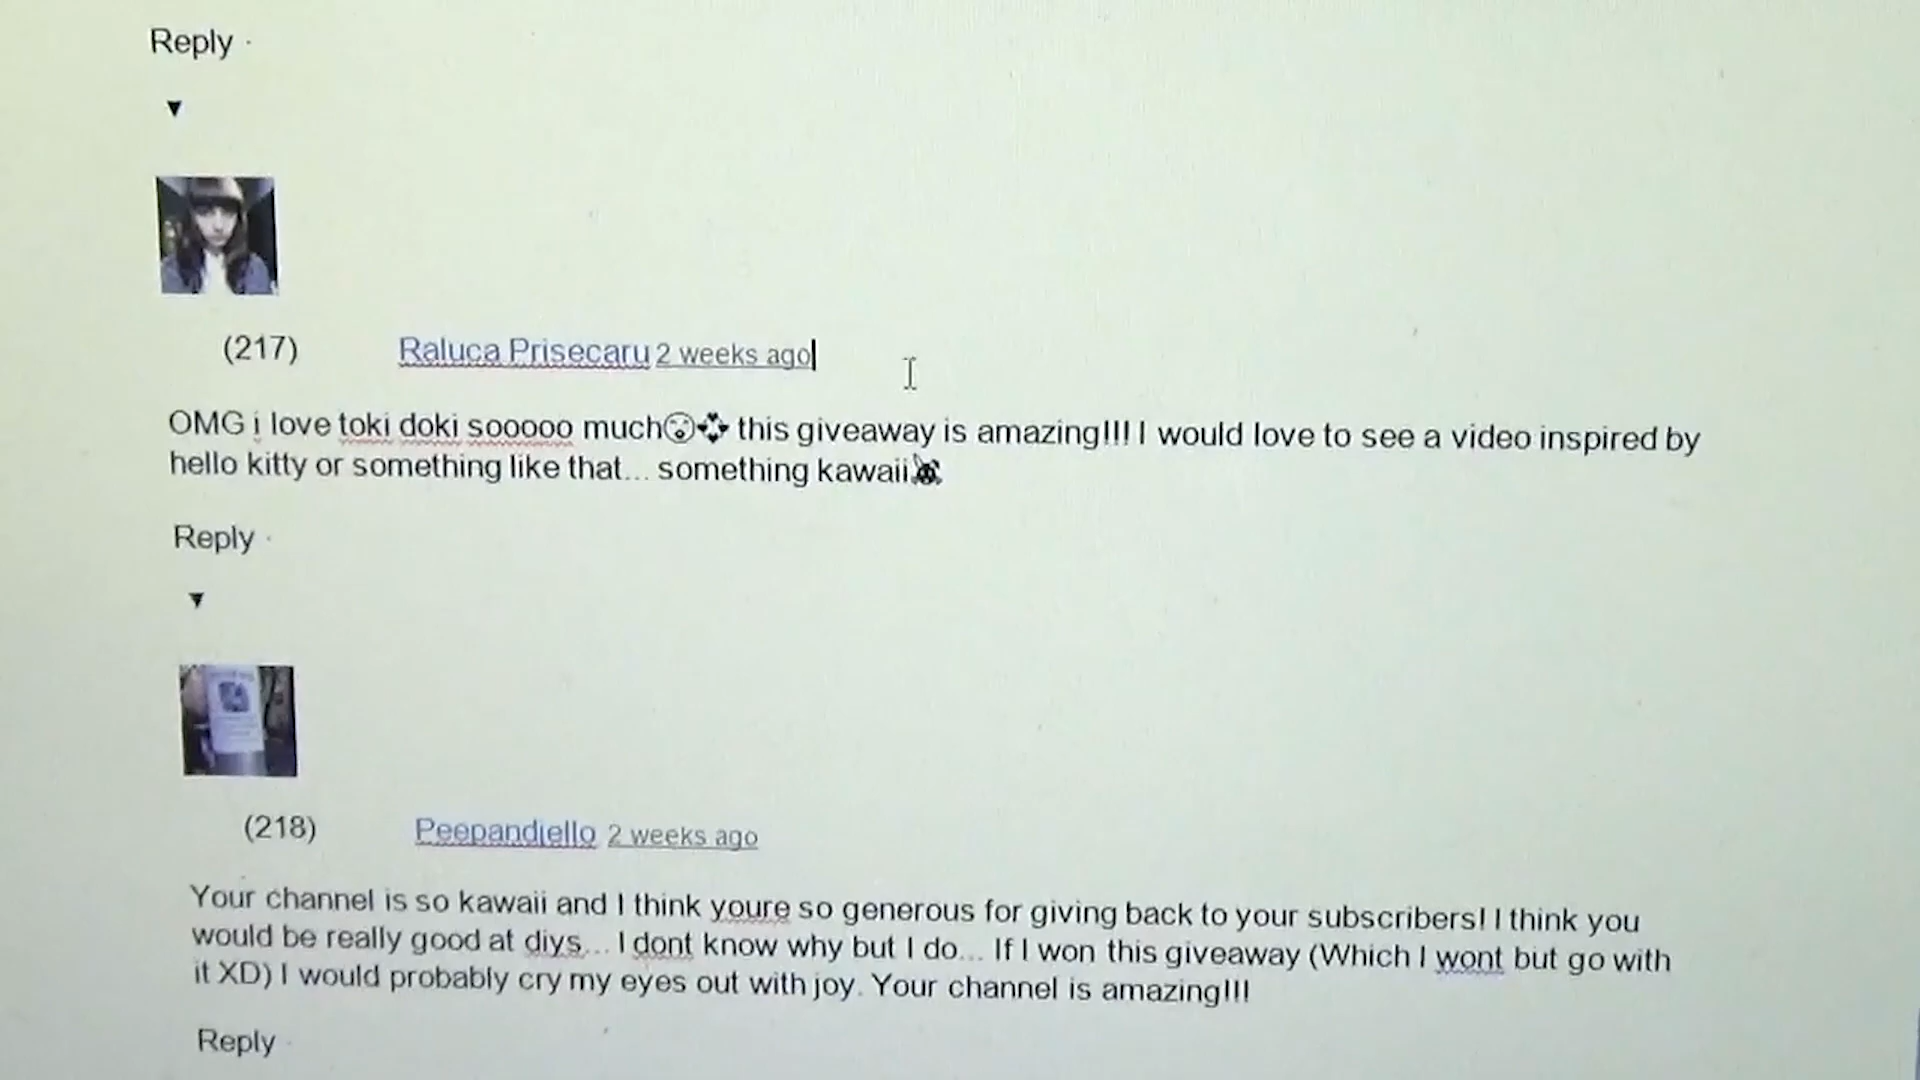 Reply ·
▼
(217) Raluca Prisecaru 2 weeks ago
OMG i love toki doki sooooo much😮💞 this giveaway is amazing!!! I would love to see a video inspired by
hello kitty or something like that... something kawaii🐰
Reply ·
▼
(218) Peepandjello 2 weeks ago
Your channel is so kawaii and I think youre so generous for giving back to your subscribers! I think you
would be really good at diys... I dont know why but I do... If I won this giveaway (Which I wont but go with
it XD) I would probably cry my eyes out with joy. Your channel is amazing!!!
Reply ·